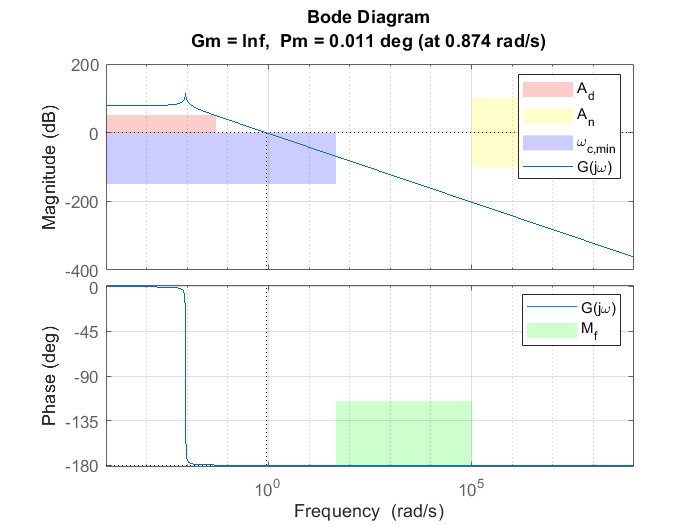 Bode Diagram
Gm = Inf, Pm = 0.011 deg (at 0.874 rad/s)
200
0
-200
-400
Magnitude (dB)
A_d
A_n
ω_c,min
G(jω)
0
-45
-90
-135
-180
Phase (deg)
G(jω)
M_f
10^0
10^5
Frequency (rad/s)